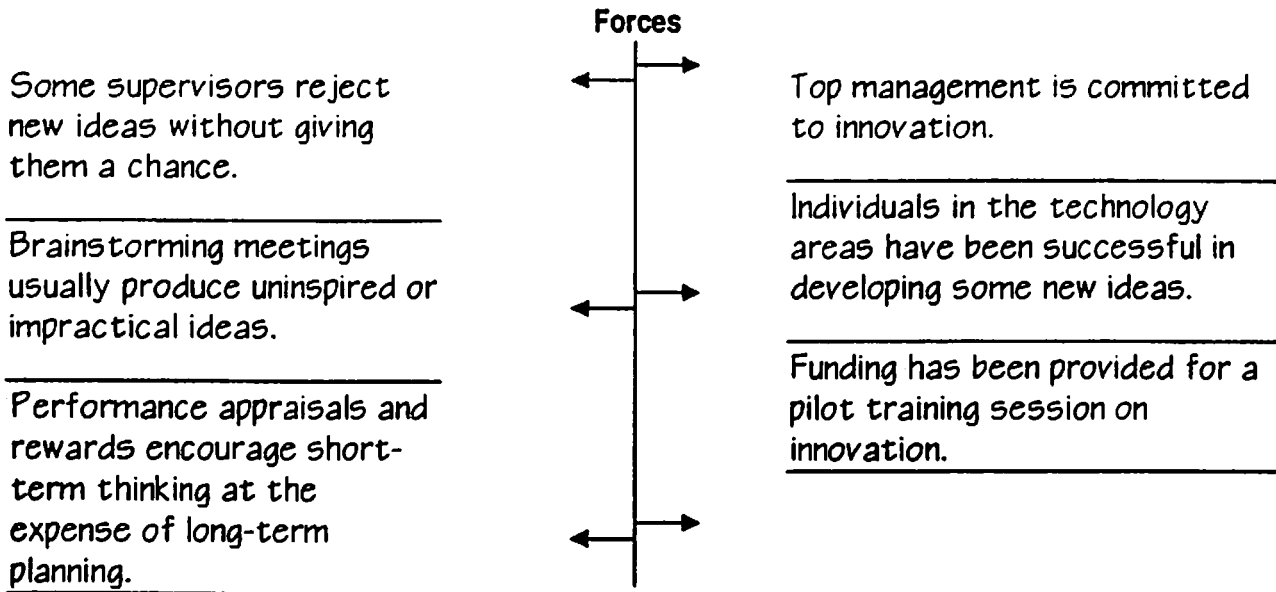 Forces
Some supervisors reject
new ideas without giving
them a chance.
Brainstorming meetings
usually produce uninspired or
impractical ideas.
Performance appraisals and
rewards encourage short-
term thinking at the
expense of long-term
planning.
Top management is committed
to innovation.
Individuals in the technology
areas have been successful in
developing some new ideas.
Funding has been provided for a
pilot training session on
innovation.